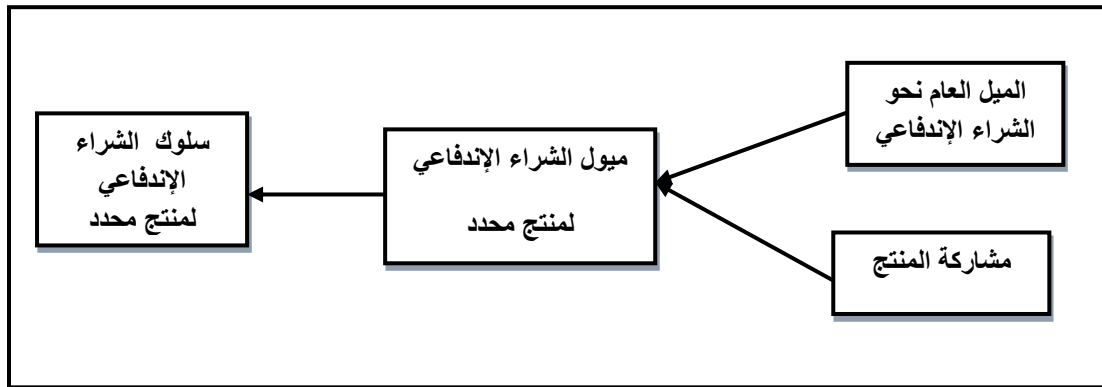 الميل العام نحو
الشراء الإندفاعي
مشاركة المنتج
ميول الشراء الإندفاعي
لمنتج محدد
سلوك الشراء
الإندفاعي
لمنتج محدد